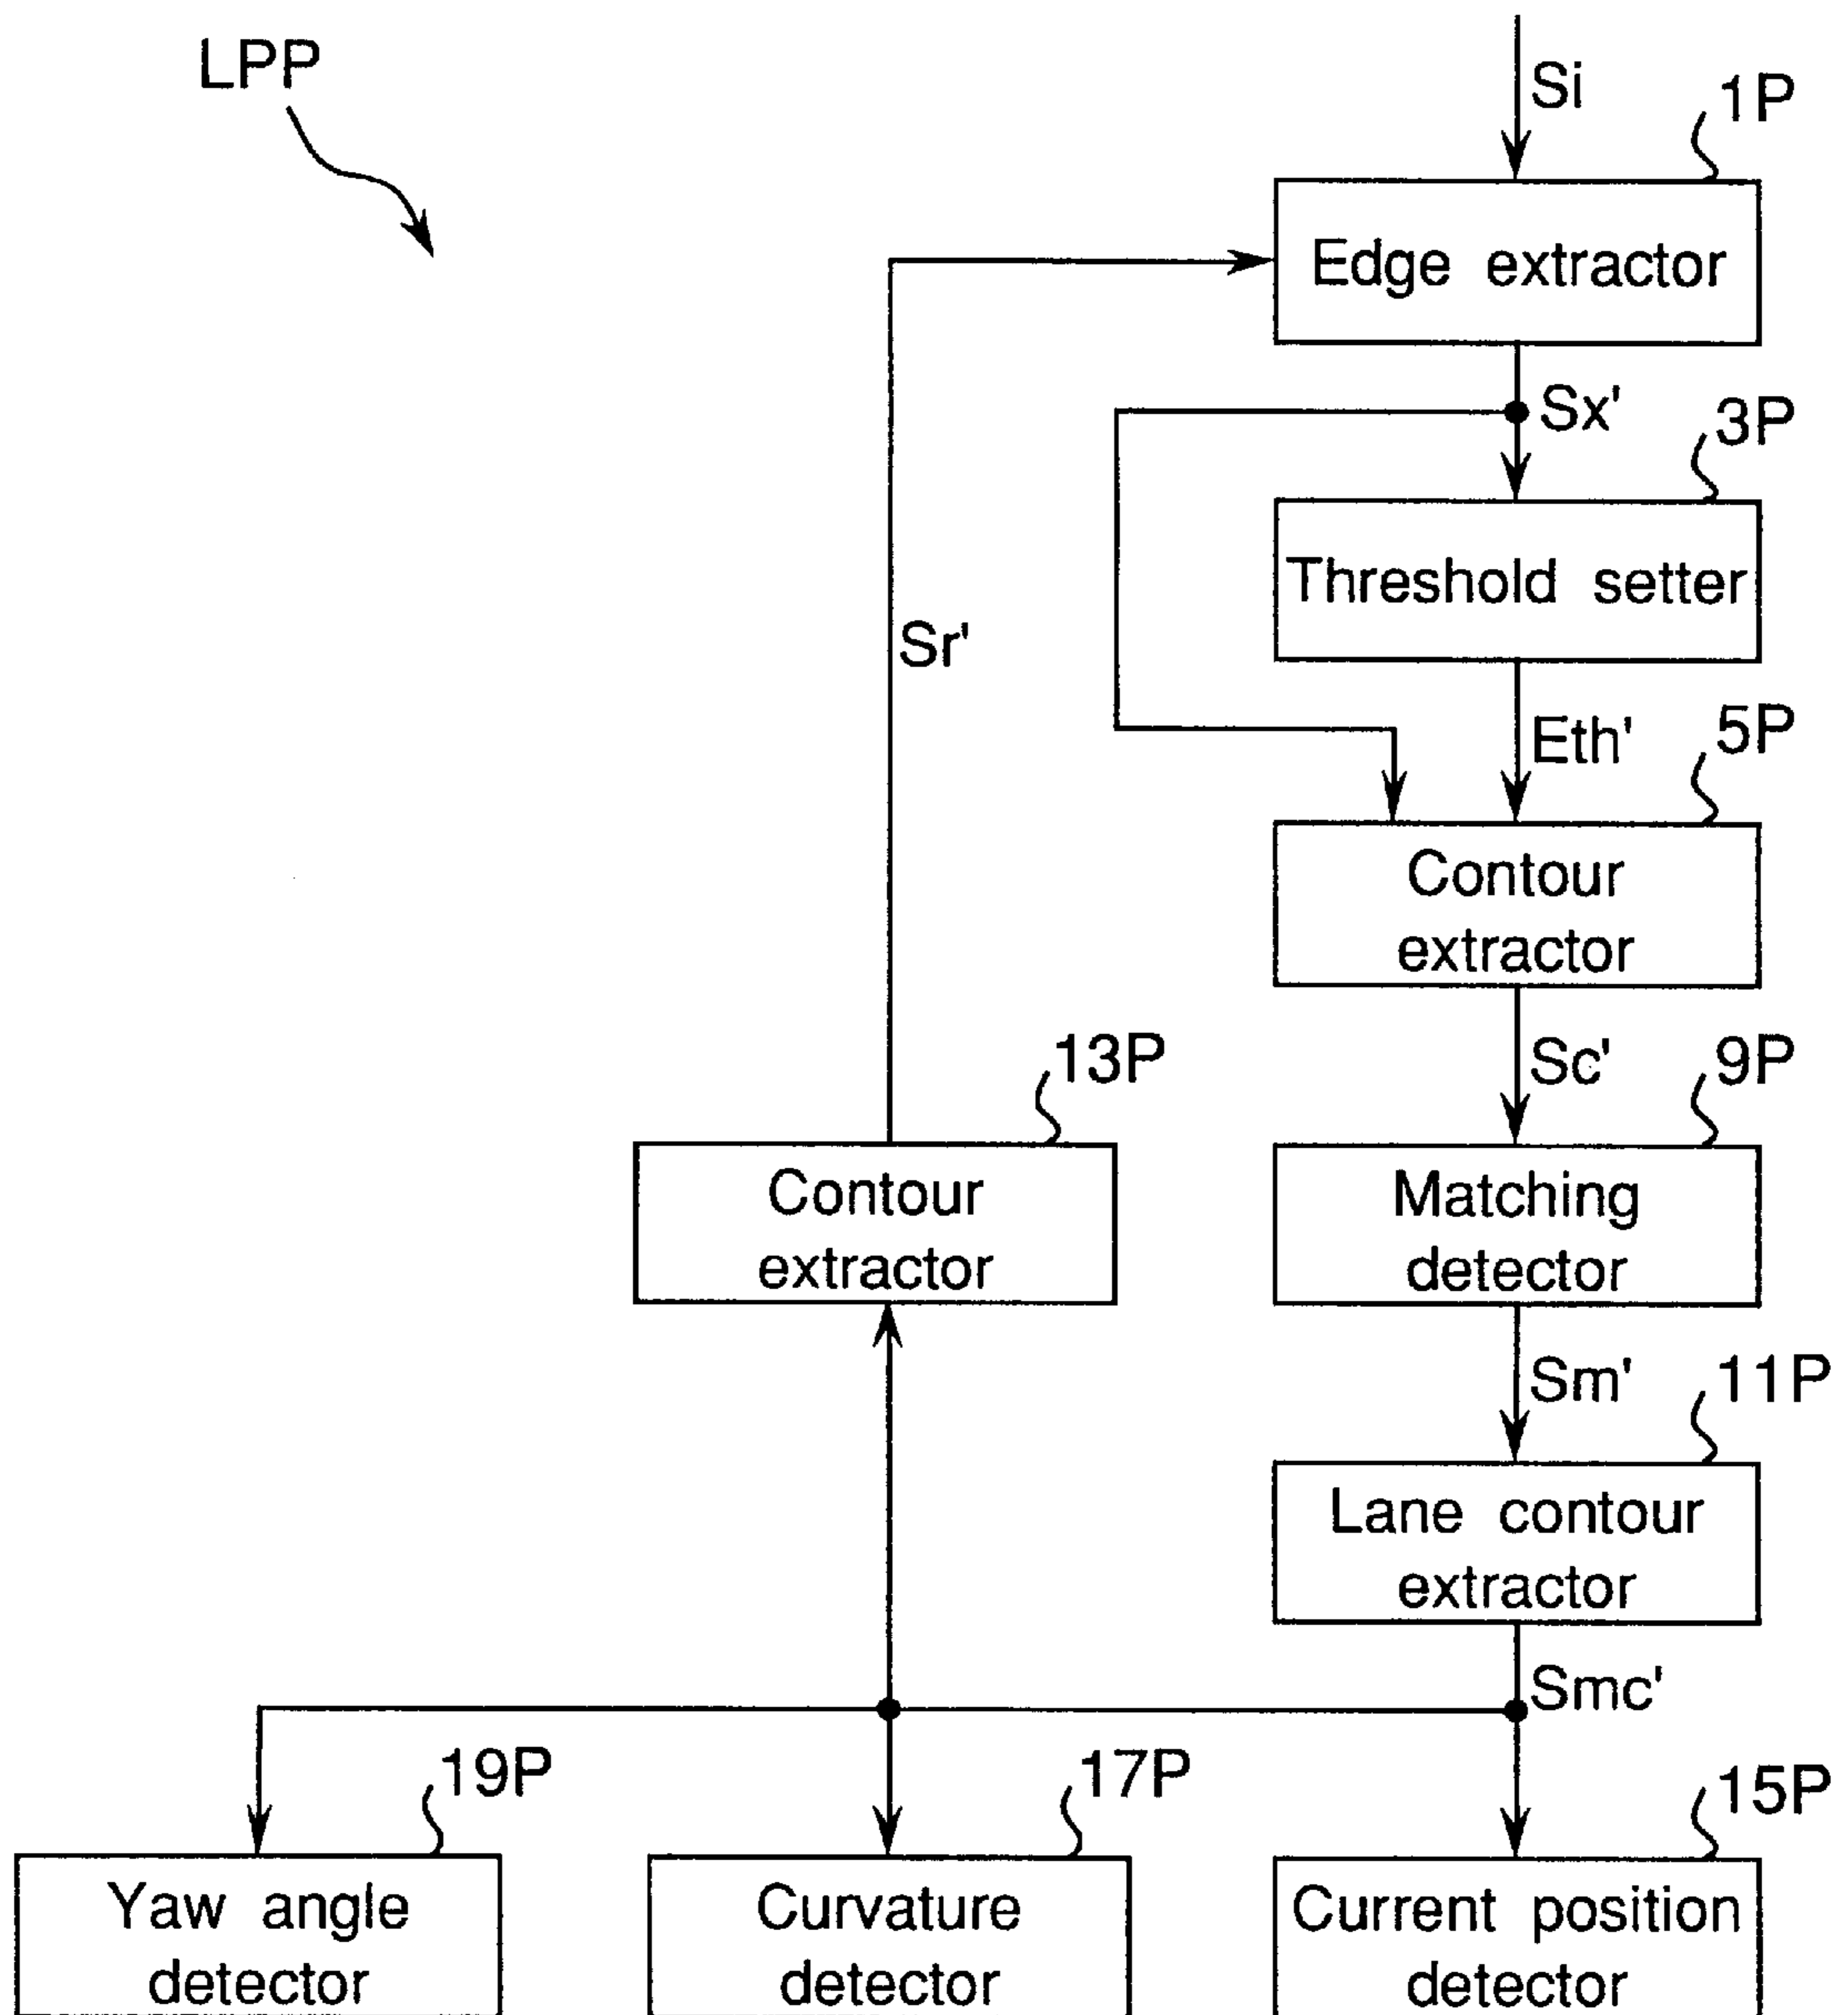 LPP
Si
1P
Edge extractor
Sx'
3P
Threshold setter
Sr'
Eth'
5P
Contour
extractor
Sc'
9P
13P
Contour
extractor
Matching
detector
Sm'
11P
Lane contour
extractor
Smc'
19P
17P
15P
Yaw angle
detector
Curvature
detector
Current position
detector